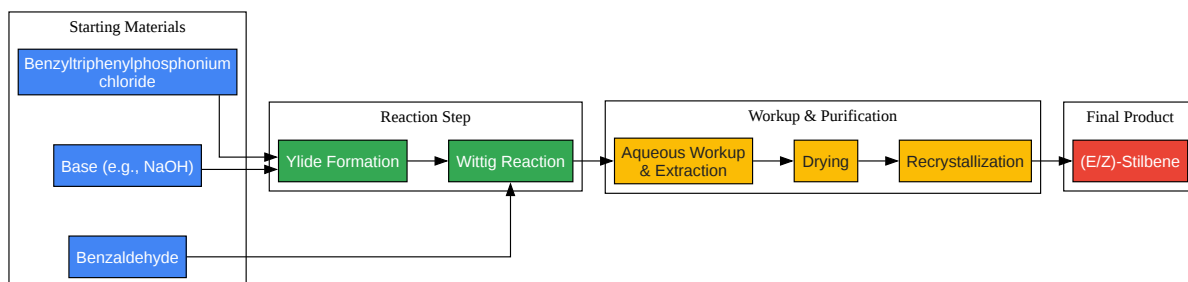 Starting Materials
Benzyltriphenylphosphonium
chloride
Base (e.g., NaOH)
Benzaldehyde
Reaction Step
Ylide Formation
Wittig Reaction
Workup & Purification
Aqueous Workup
& Extraction
Drying
Recrystallization
Final Product
(E/Z)-Stilbene